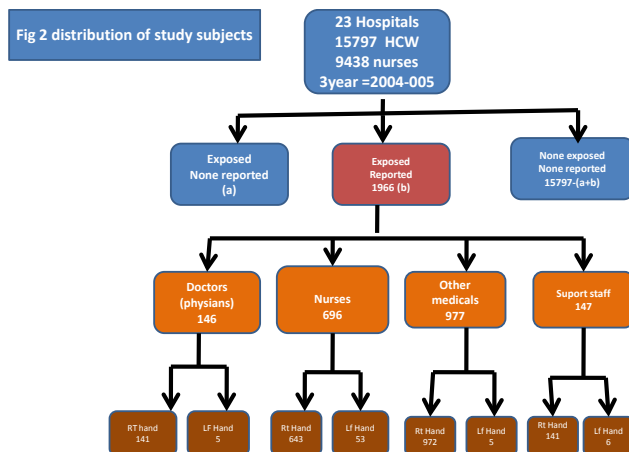 Fig 2 distribution of study subjects
23 Hospitals
15797 HCW
9438 nurses
3year =2004-005
Exposed
None reported
(a)
Exposed
Reported
1966 (b)
None exposed
None reported
15797-(a+b)
Doctors
(physians)
146
Nurses
696
Other
medicals
977
Suport staff
147
RT hand
141
LF Hand
5
Rt Hand
643
Lf Hand
53
Rt Hand
972
Lf Hand
5
Rt Hand
141
Lf Hand
6